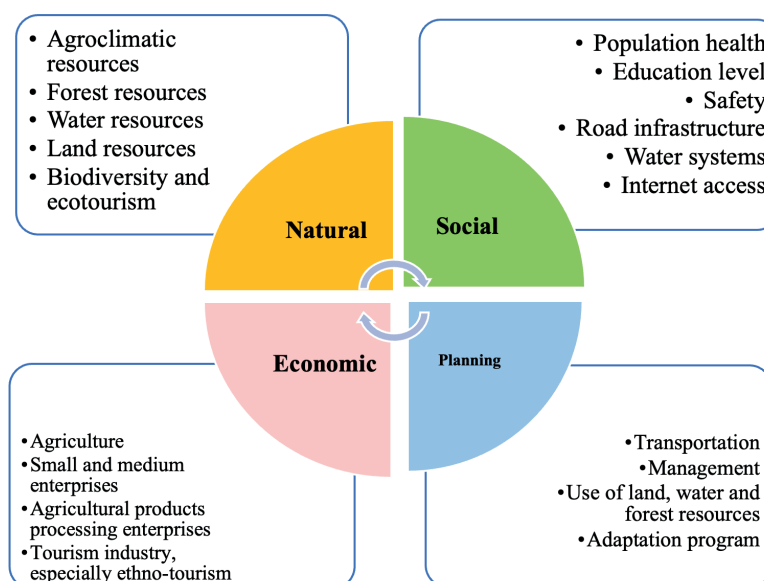 • Agroclimatic
resources
• Forest resources
• Water resources
• Land resources
• Biodiversity and
ecotourism
• Population health
• Education level
• Safety
• Road infrastructure
• Water systems
• Internet access
Natural
Social
Economic
Planning
•Agriculture
•Small and medium
enterprises
•Agricultural products
processing enterprises
•Tourism industry,
especially ethno-tourism
•Transportation
•Management
•Use of land, water and
forest resources
•Adaptation program